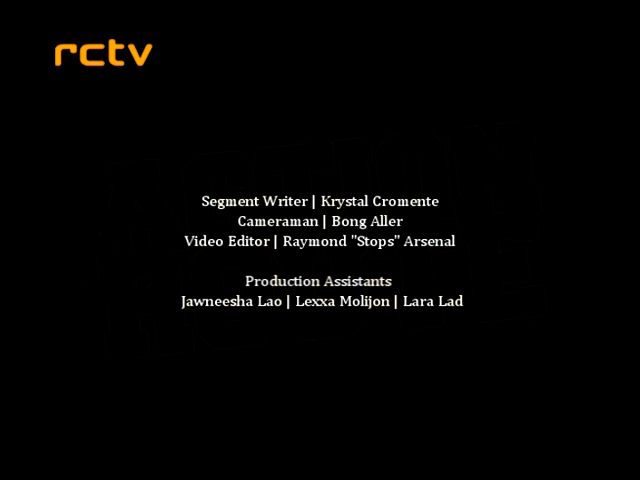 rctv
Segment Writer | Krystal Cromente
Cameraman | Bong Aller
Video Editor | Raymond "Stops" Arsenal
Production Assistants
Jawneesha Lao | Lexxa Molijon | Lara Lad